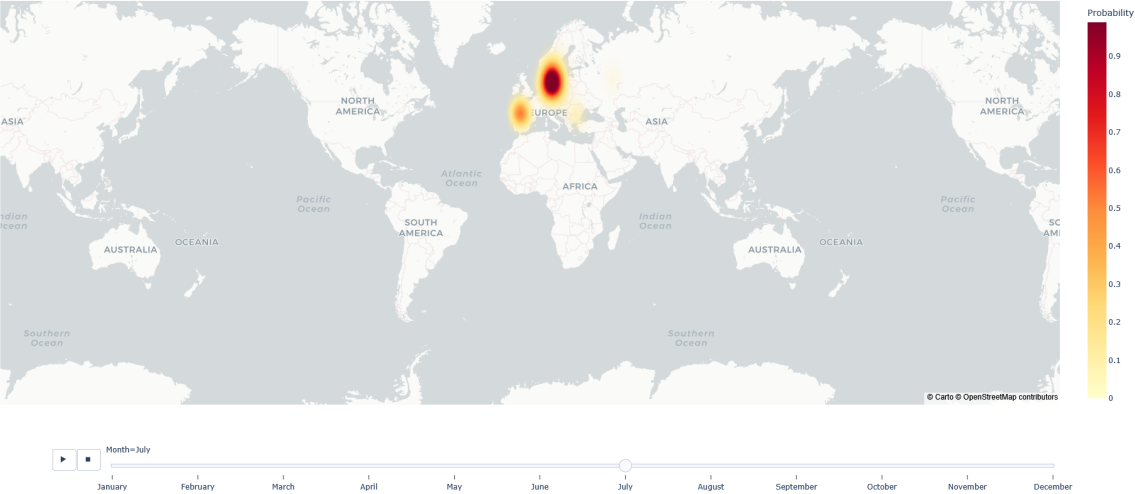 Probability
0.9
0.8
0.7
0.6
0.5
0.4
0.3
0.2
0.1
0
NORTH
AMERICA
NORTH
AMERICA
ASIA
EUROPE
ASIA
Atlantic
Ocean
AFRICA
Pacific
Ocean
Pacific
Ocean
Indian
Ocean
SOUTH
AMERICA
Indian
Ocean
SO
AMI
AUSTRALIA
OCEANIA
AUSTRALIA
OCEANIA
Southern
Ocean
Southern
Ocean
© Carto © OpenStreetMap contributors
Month=July
January February March April May June July August September October November December